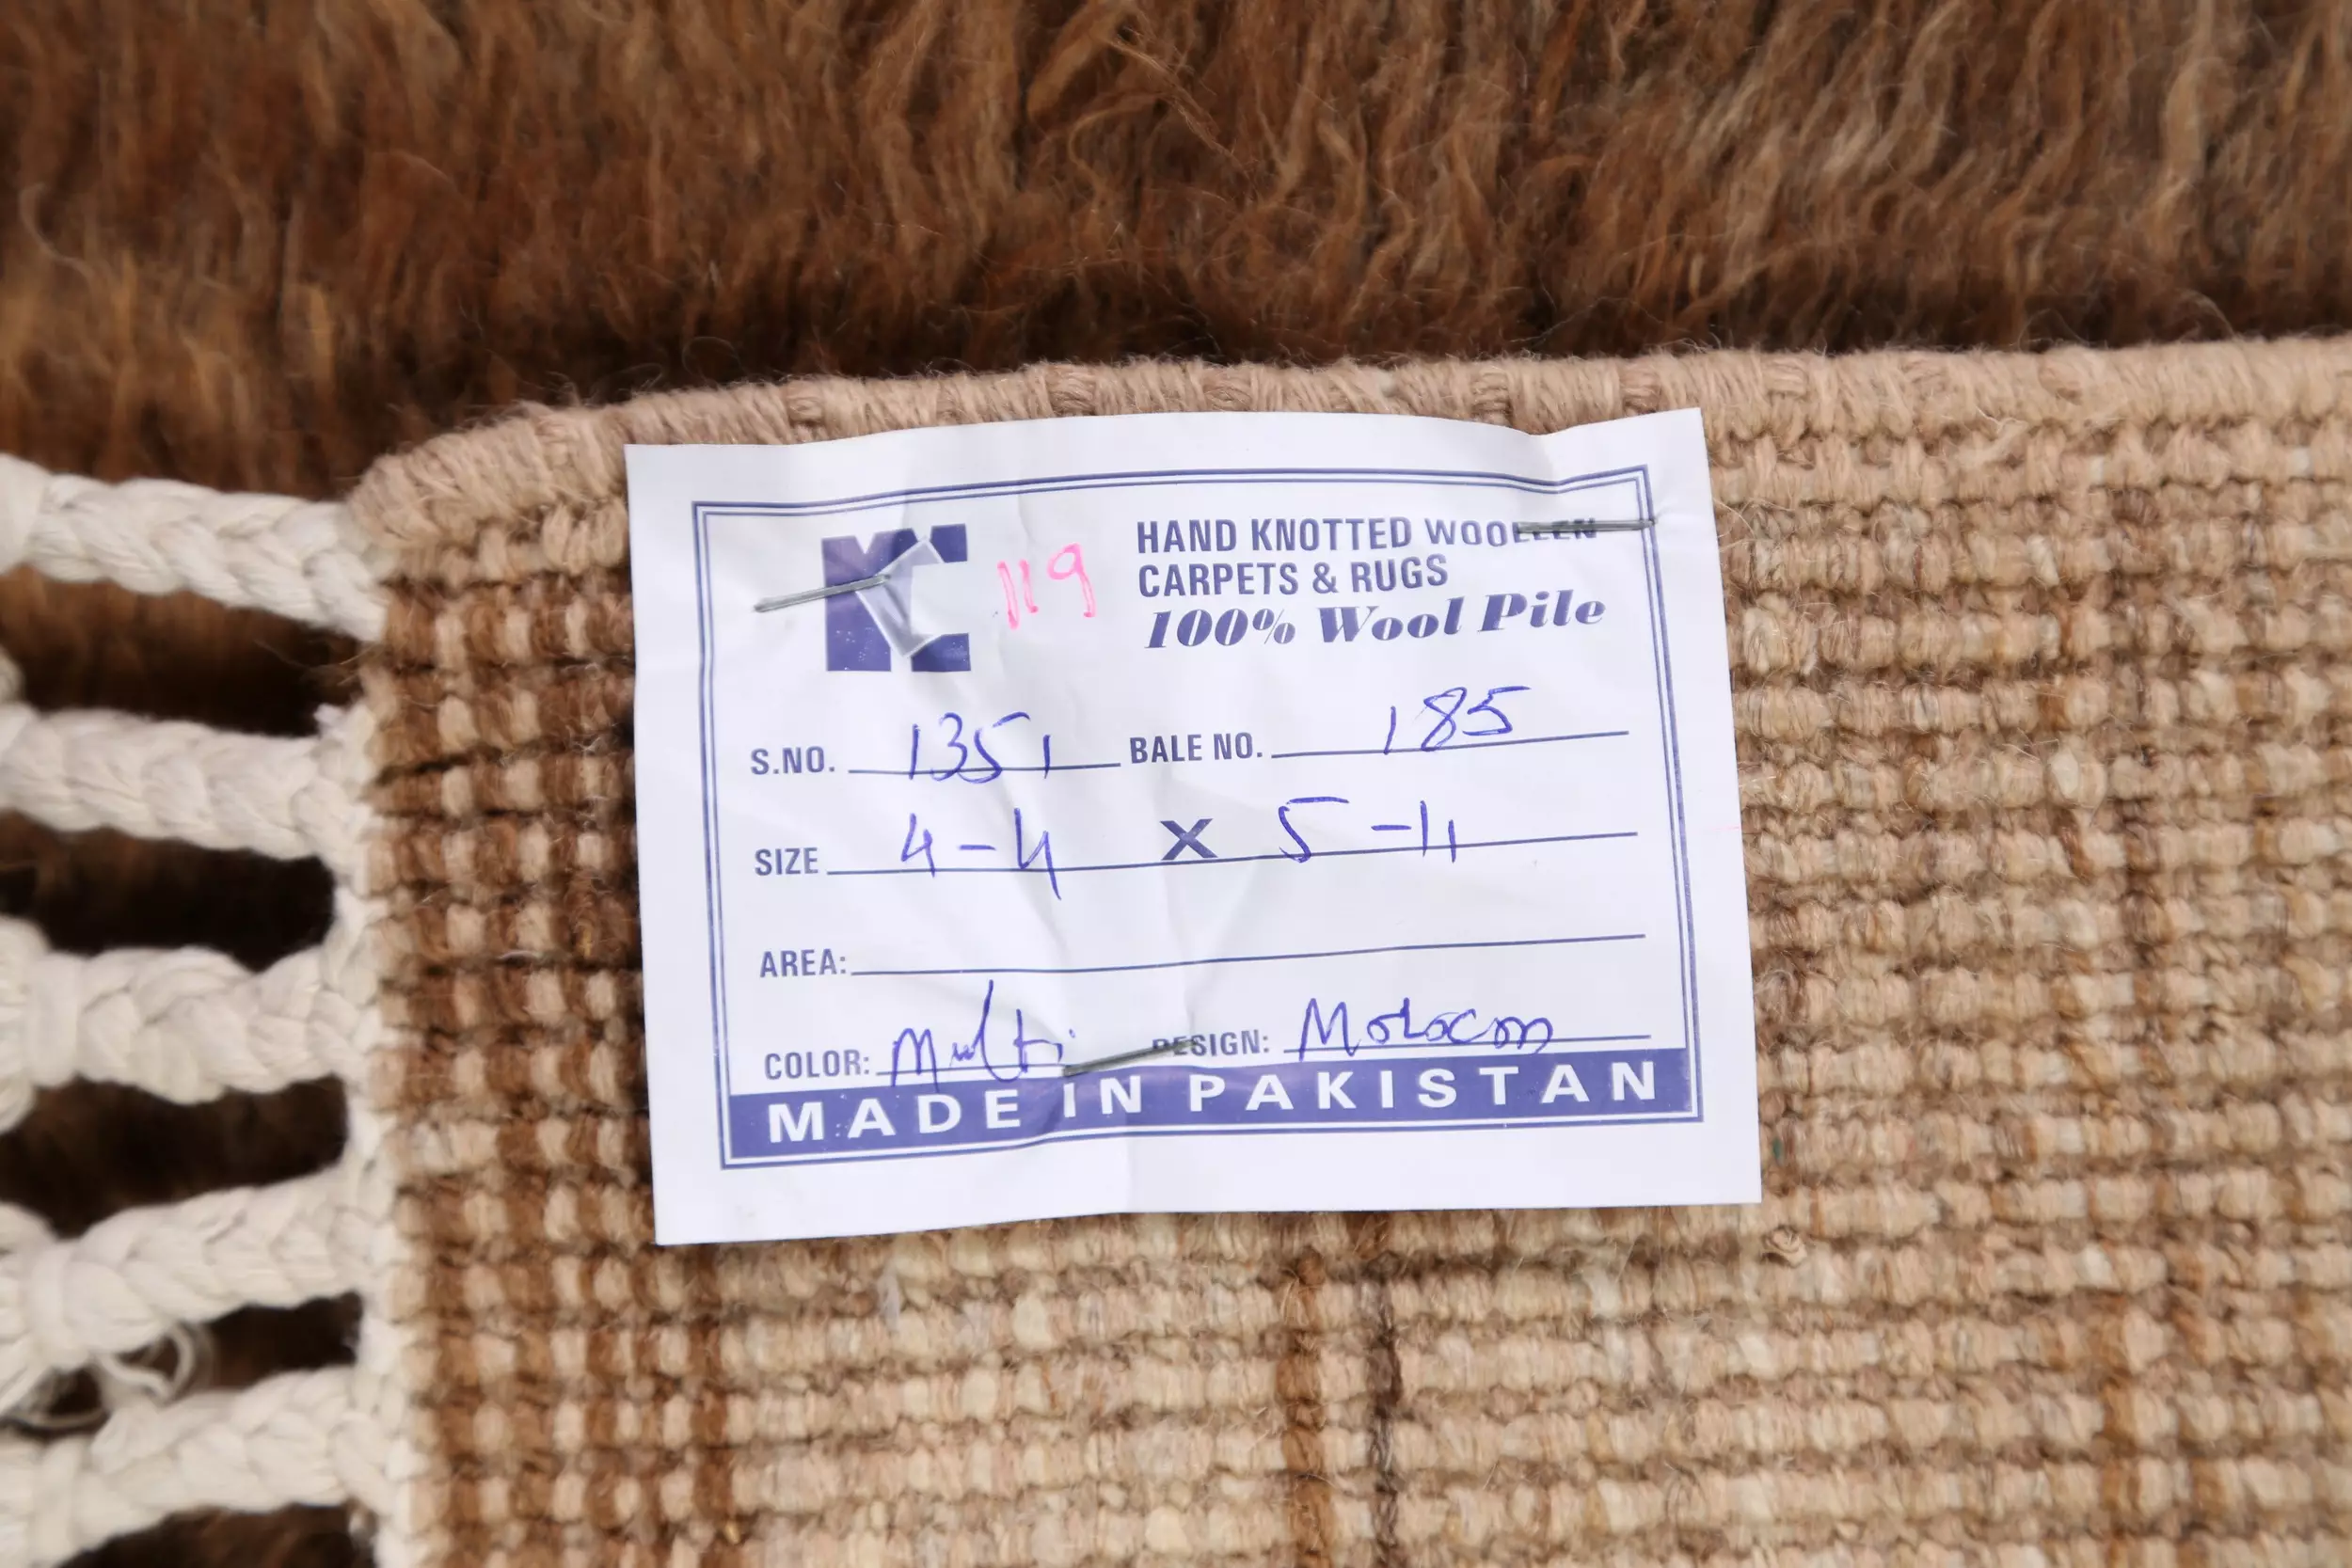 119
HAND KNOTTED WOOLLEN
CARPETS & RUGS
100% Wool Pile
S.NO. 1351 BALE NO. 185
SIZE 4-4 X 5-11
AREA:
COLOR: Multi DESIGN: Morocon
MADE IN PAKISTAN